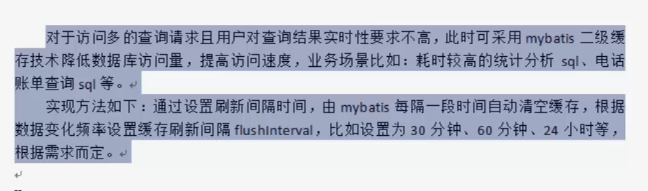 对于访问多的查询请求且用户对查询结果实时性要求不高，此时可采用 mybatis 二级缓
存技术降低数据库访问量，提高访问速度，业务场景比如：耗时较高的统计分析 sql、电话
账单查询 sql 等。
实现方法如下：通过设置刷新间隔时间，由 mybatis 每隔一段时间自动清空缓存，根据
数据变化频率设置缓存刷新间隔 flushInterval，比如设置为 30 分钟、60 分钟、24 小时等，
根据需求而定。